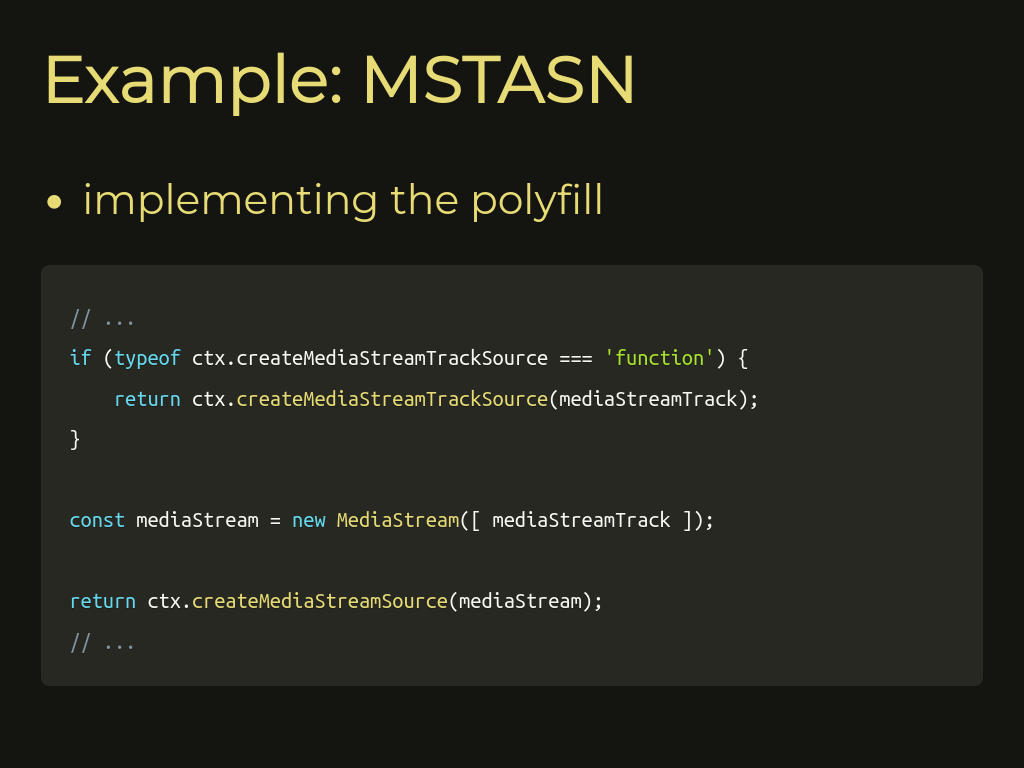 Example: MSTASN
• implementing the polyfill
// ...
if (typeof ctx.createMediaStreamTrackSource === 'function') {
    return ctx.createMediaStreamTrackSource(mediaStreamTrack);
}
const mediaStream = new MediaStream([ mediaStreamTrack ]);
return ctx.createMediaStreamSource(mediaStream);
// ...